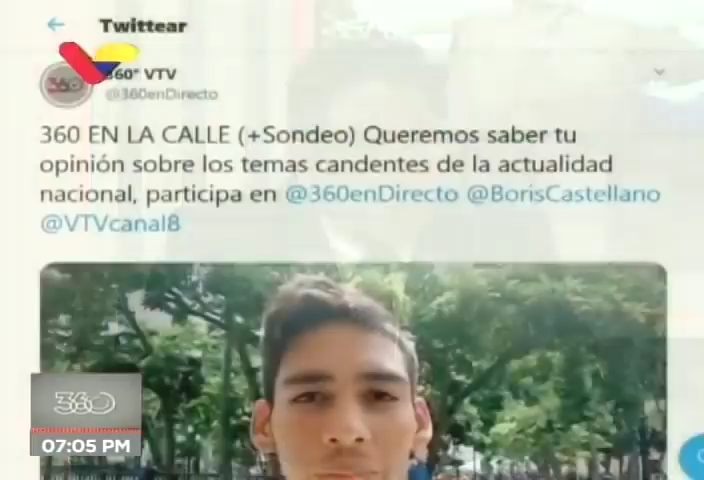 Twittear
360° VTV
@360enDirecto
360 EN LA CALLE (+Sondeo) Queremos saber tu
opinión sobre los temas candentes de la actualidad
nacional, participa en @360enDirecto @BorisCastellano
@VTVcanal8
360
07:05 PM